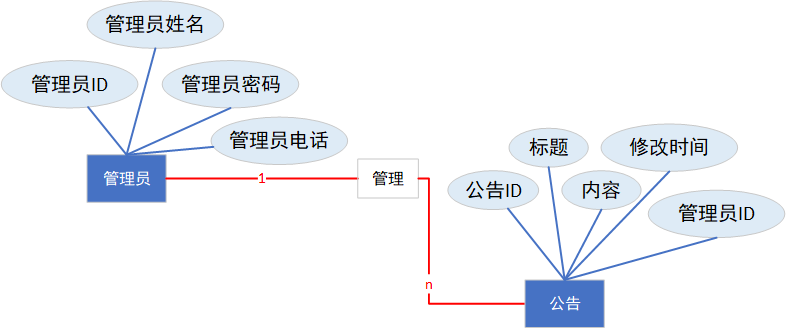 管理员姓名
管理员ID
管理员密码
管理员电话
管理员
1
管理
n
标题
修改时间
公告ID
内容
管理员ID
公告